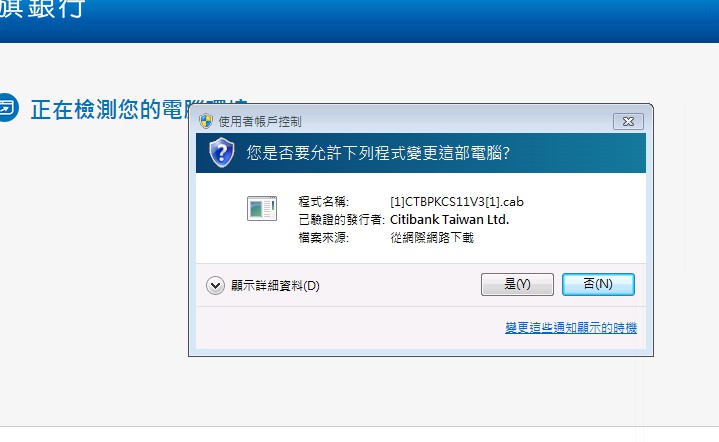 旗銀行
正在檢測您的電腦環境
使用者帳戶控制
您是否要允許下列程式變更這部電腦?
程式名稱: [1]CTBPKCS11V3[1].cab
已驗證的發行者: Citibank Taiwan Ltd.
檔案來源: 從網際網路下載
顯示詳細資料(D)
是(Y)
否(N)
變更這些通知顯示的時機